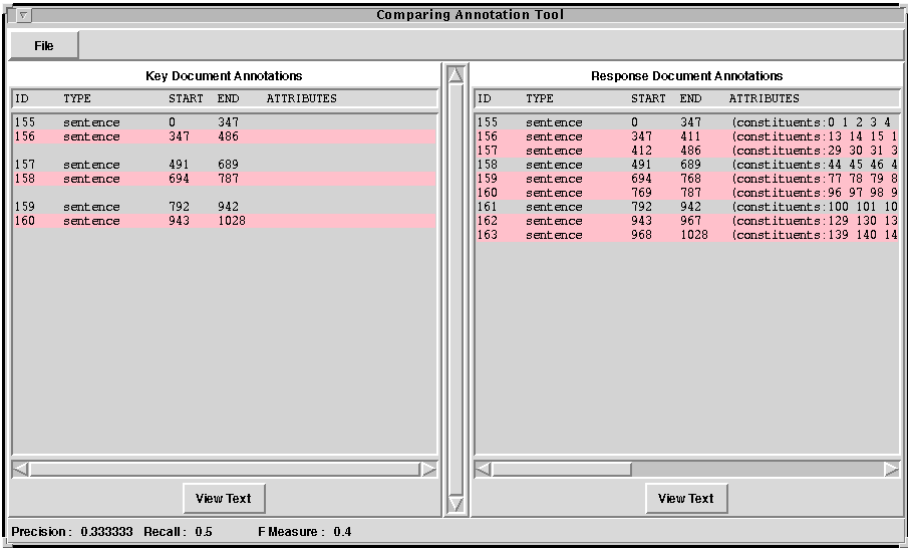 Comparing Annotation Tool
File
Key Document Annotations
ID TYPE START END ATTRIBUTES
155 sentence 0 347
156 sentence 347 486
157 sentence 491 689
158 sentence 694 787
159 sentence 792 942
160 sentence 943 1028
View Text
Response Document Annotations
ID TYPE START END ATTRIBUTES
155 sentence 0 347 (constituents:0 1 2 3 4
156 sentence 347 411 (constituents:13 14 15 1
157 sentence 412 486 (constituents:29 30 31 3
158 sentence 491 689 (constituents:44 45 46 4
159 sentence 694 768 (constituents:77 78 79 8
160 sentence 769 787 (constituents:96 97 98 9
161 sentence 792 942 (constituents:100 101 10
162 sentence 943 967 (constituents:129 130 13
163 sentence 968 1028 (constituents:139 140 14
View Text
Precision : 0.333333 Recall : 0.5 F Measure : 0.4